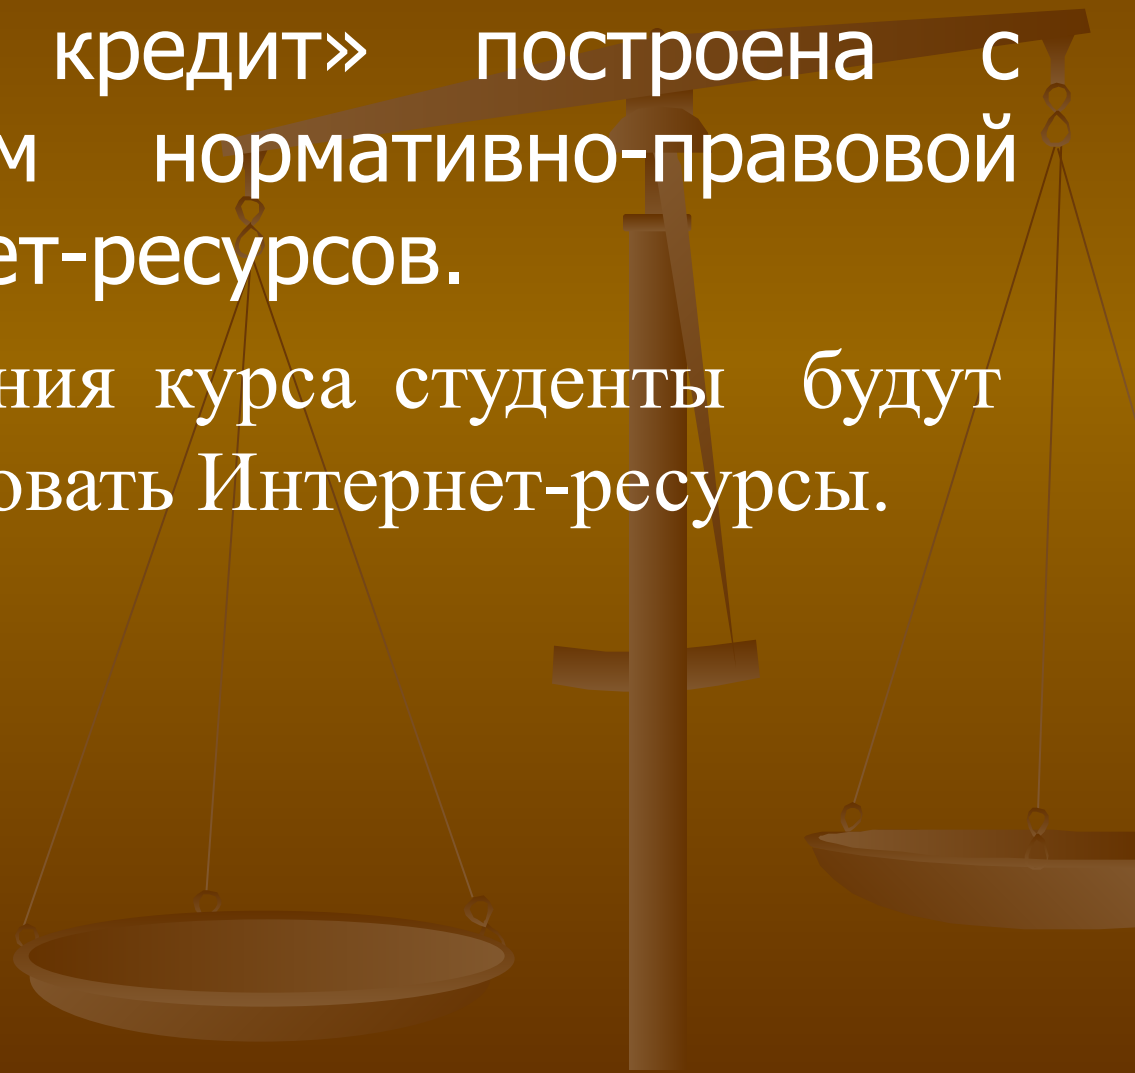 кредит» построена с
м нормативно-правовой
ет-ресурсов.
ния курса студенты будут
овать Интернет-ресурсы.